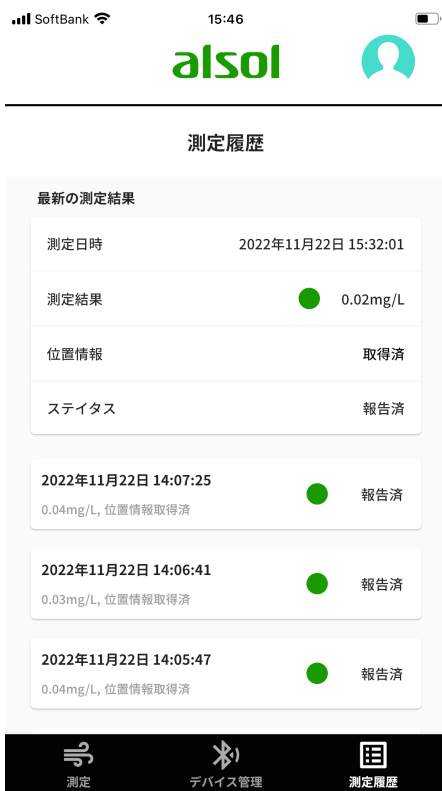 SoftBank 15:46
alsol
測定履歴
最新の測定結果
測定日時 2022年11月22日 15:32:01
測定結果 0.02mg/L
位置情報 取得済
ステイタス 報告済
2022年11月22日 14:07:25
報告済
0.04mg/L, 位置情報取得済
2022年11月22日 14:06:41
報告済
0.03mg/L, 位置情報取得済
2022年11月22日 14:05:47
報告済
0.04mg/L, 位置情報取得済
測定 デバイス管理 測定履歴